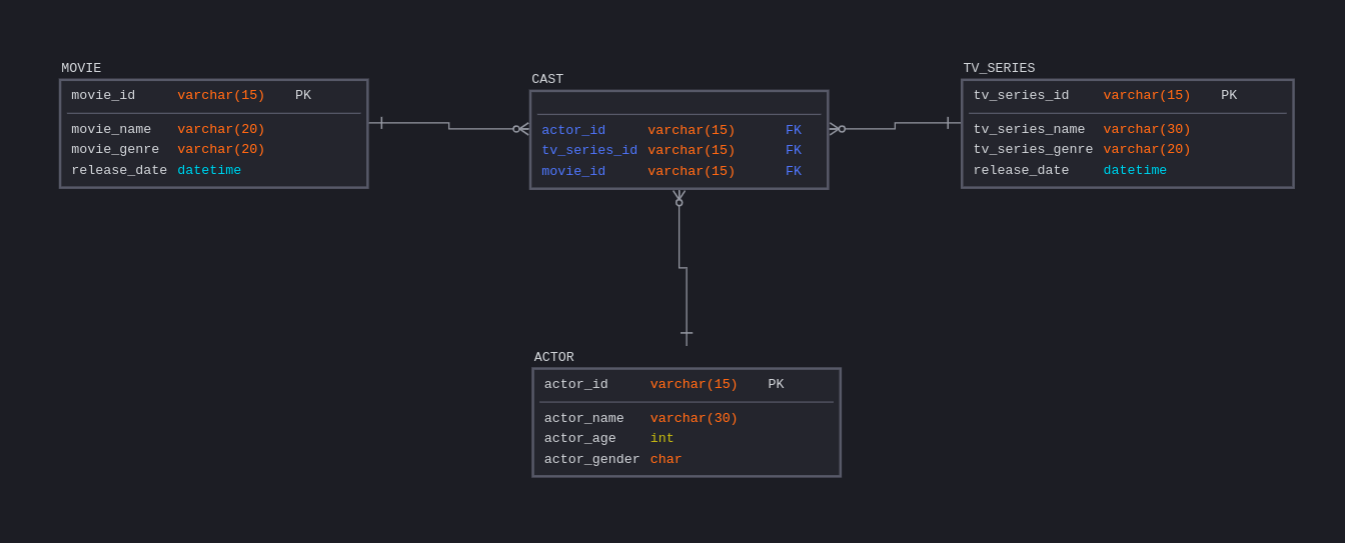 MOVIE
movie_id varchar(15) PK
movie_name varchar(20)
movie_genre varchar(20)
release_date datetime
CAST
actor_id varchar(15) FK
tv_series_id varchar(15) FK
movie_id varchar(15) FK
TV_SERIES
tv_series_id varchar(15) PK
tv_series_name varchar(30)
tv_series_genre varchar(20)
release_date datetime
ACTOR
actor_id varchar(15) PK
actor_name varchar(30)
actor_age int
actor_gender char